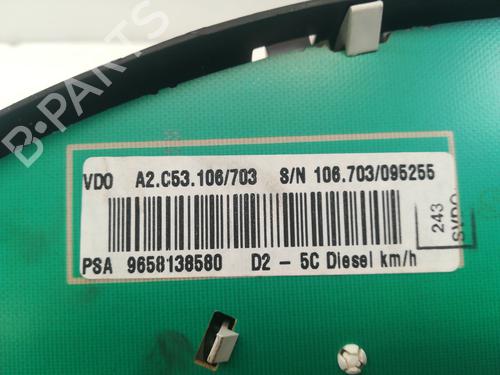 B-PARTS
VDO A2.C53.106/703 S/N 106.703/095255
243
SVDO
PSA 9658138580 D2 - 5C Diesel km/h